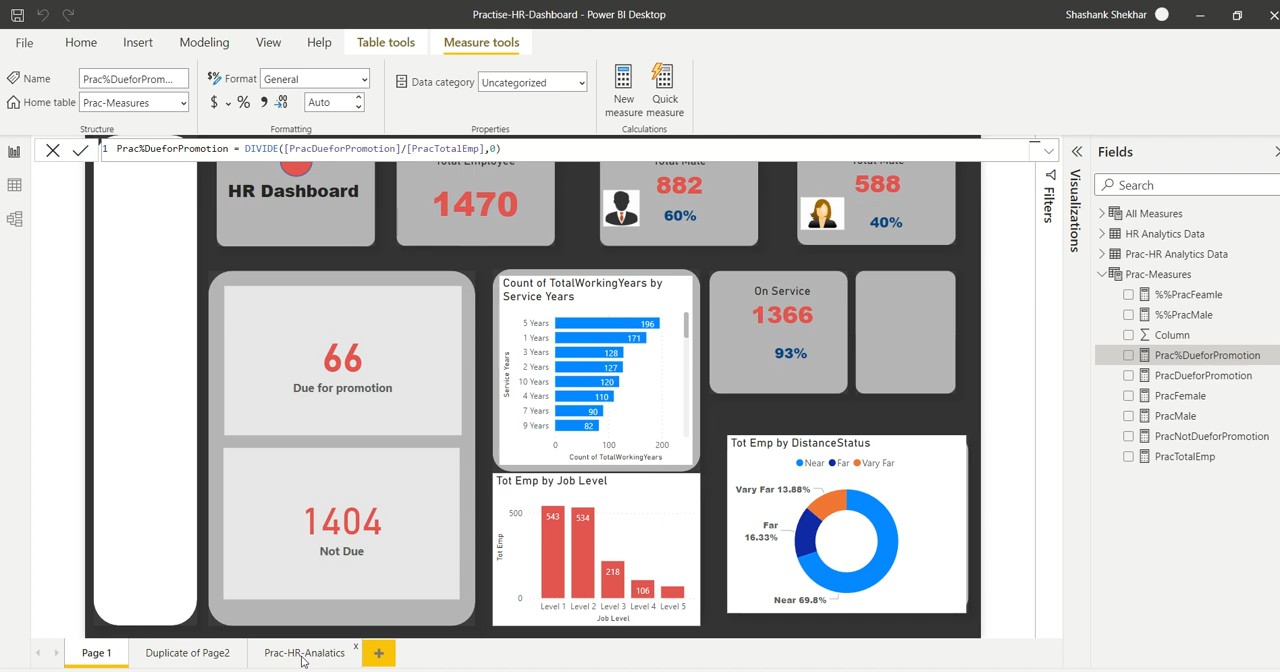 Practise-HR-Dashboard - Power BI Desktop
Shashank Shekhar
File Home Insert Modeling View Help Table tools Measure tools
Name Prac%DueforProm...
Home table Prac-Measures
Structure
$% Format General
$ % 9 Auto
Formatting
Data category Uncategorized
Properties
New measure
Quick measure
Calculations
1 Prac%DueforPromotion = DIVIDE([PracDueforPromotion]/[PracTotalEmp],0)
HR Dashboard
Total Employee
1470
Total Male
882
60%
Total Male
588
40%
66
Due for promotion
1404
Not Due
Count of TotalWorkingYears by
Service Years
Service Years
5 Years 196
1 Years 171
3 Years 128
2 Years 127
10 Years 120
4 Years 110
7 Years 90
9 Years 82
0 100 200
Count of TotalWorkingYears
On Service
1366
93%
Tot Emp by Job Level
Tot Emp
500
0
543 534 218 106
Level 1 Level 2 Level 3 Level 4 Level 5
Job Level
Tot Emp by DistanceStatus
Near Far Vary Far
Vary Far 13.88%
Far
16.33%
Near 69.8%
Filters
Visualizations
Fields
Search
All Measures
HR Analytics Data
Prac-HR Analytics Data
Prac-Measures
%%PracFeamle
%%PracMale
Column
Prac%DueforPromotion
PracDueforPromotion
PracFemale
PracMale
PracNotDueforPromotion
PracTotalEmp
Page 1 Duplicate of Page2 Prac-HR-Analatics x +